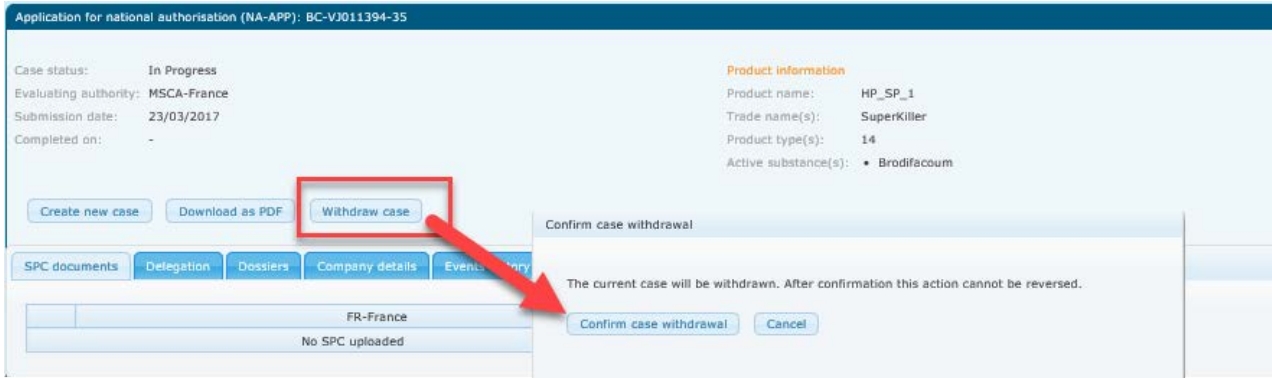 Application for national authorisation (NA-APP): BC-VJ011394-35
Case status: In Progress
Evaluating authority: MSCA-France
Submission date: 23/03/2017
Completed on: -
Product information
Product name: HP_SP_1
Trade name(s): SuperKiller
Product type(s): 14
Active substance(s): • Brodifacoum
Create new case Download as PDF Withdraw case
Confirm case withdrawal
SPC documents Delegation Dossiers Company details
The current case will be withdrawn. After confirmation this action cannot be reversed.
Confirm case withdrawal Cancel
FR-France
No SPC uploaded